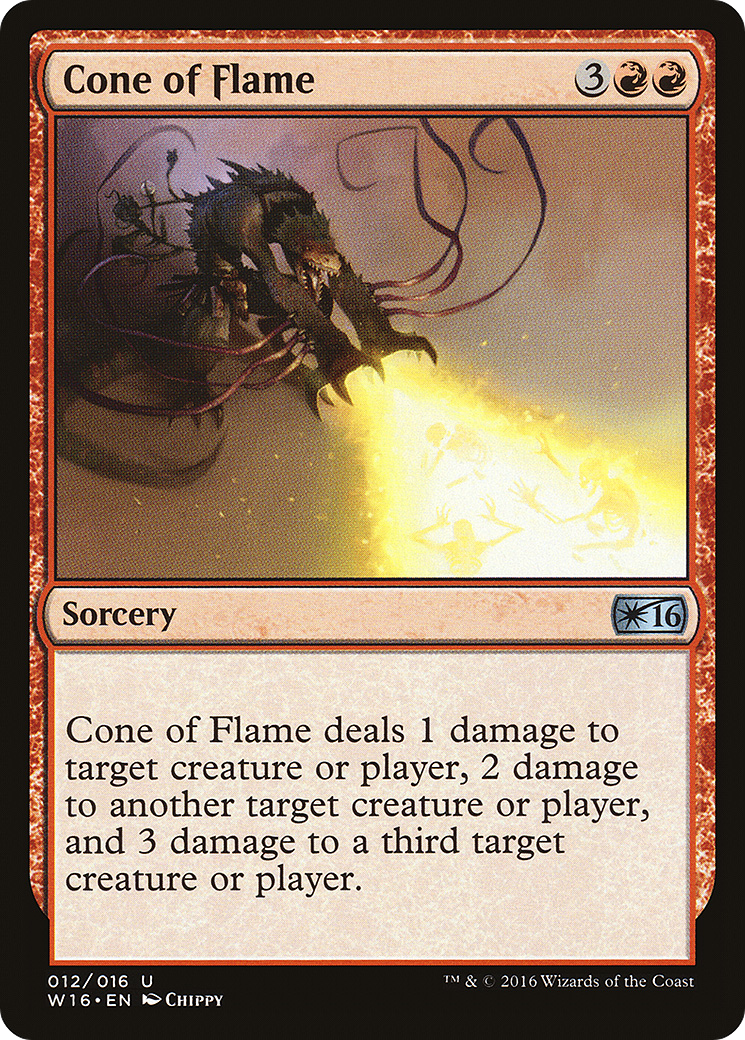 Cone of Flame 3
Sorcery 16
Cone of Flame deals 1 damage to
target creature or player, 2 damage
to another target creature or player,
and 3 damage to a third target
creature or player.
012/016 U
™ & © 2016 Wizards of the Coast
W16 • EN CHIPPY